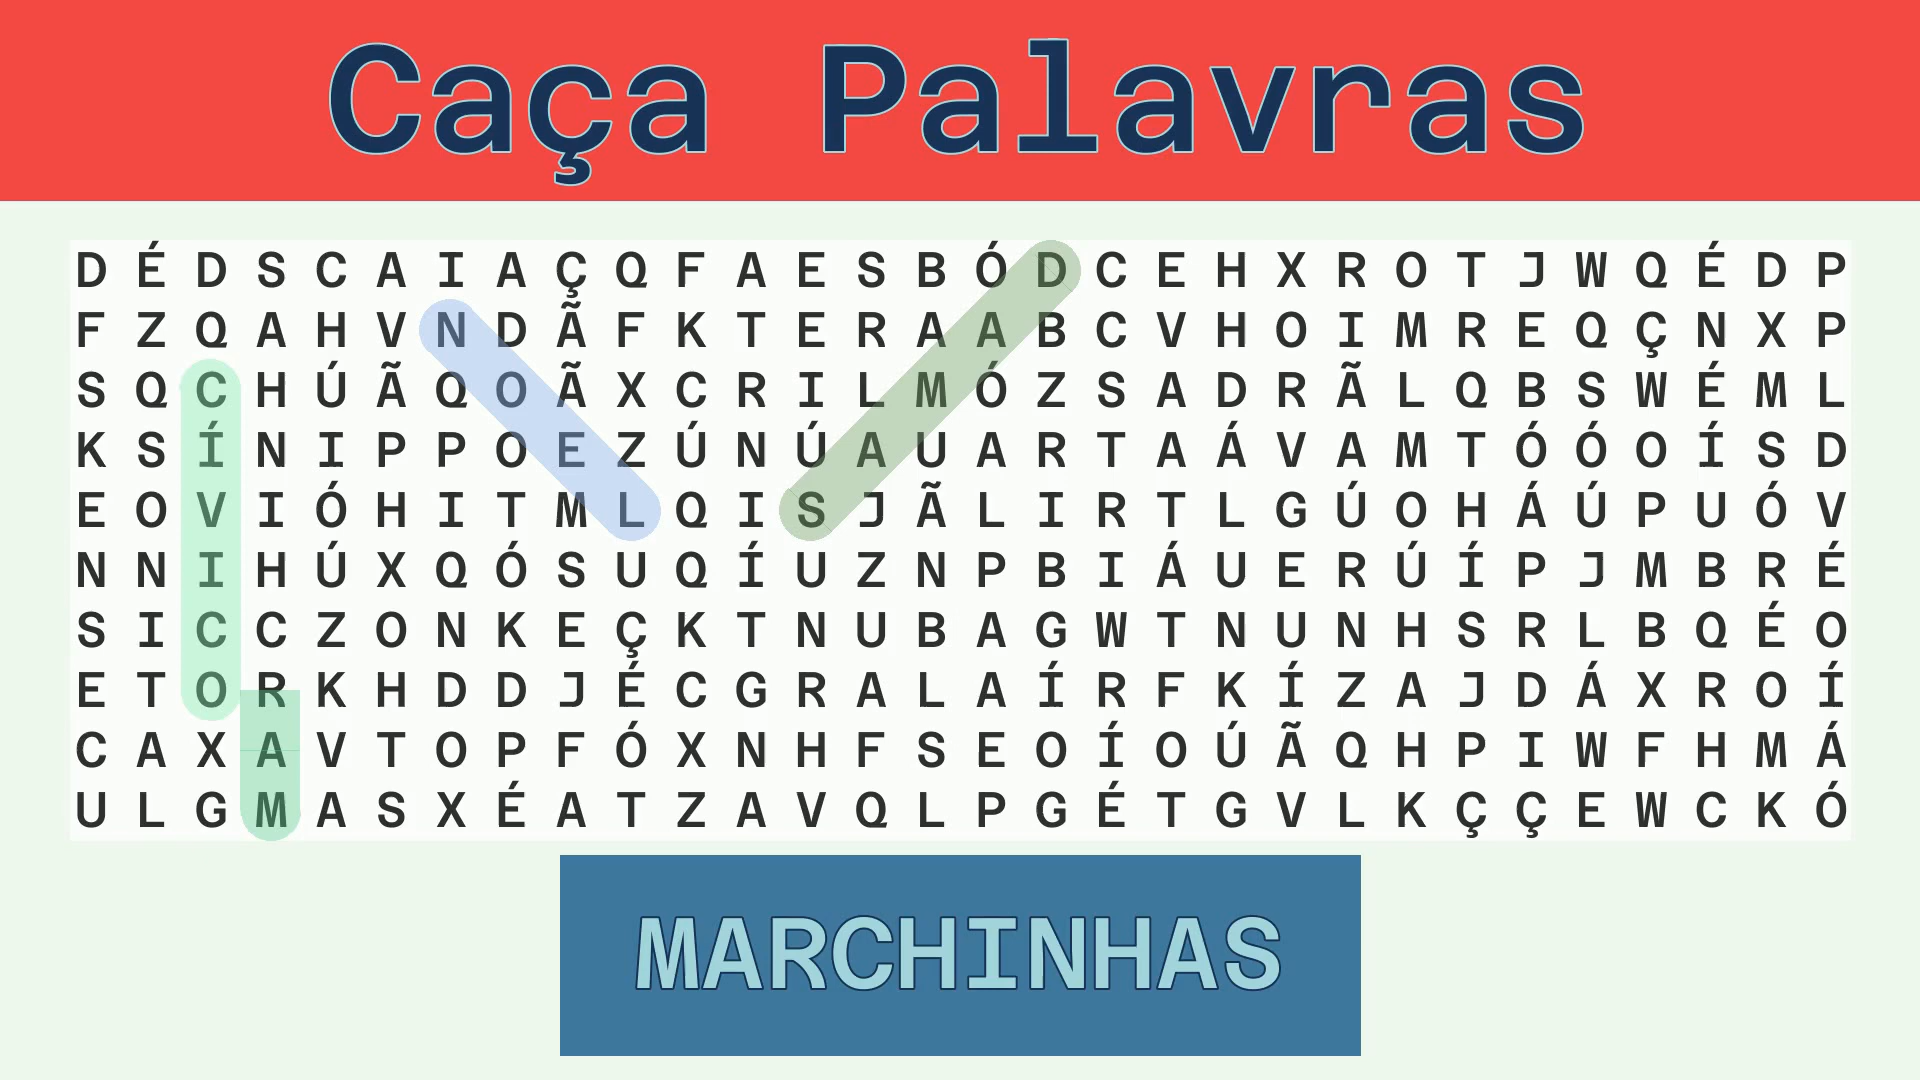 Caça Palavras
D É D S C A I A Ç Q F A E S B Ó D C E H X R O T J W Q É D P
F Z Q A H V N D Ã F K T E R A A B C V H O I M R E Q Ç N X P
S Q C H Ú Ã Q O Ã X C R I L M Ó Z S A D R Ã L Q B S W É M L
K S Í N I P P O E Z Ú N Ú A U A R T A Á V A M T Ó Ó O Í S D
E O V I Ó H I T M L Q I S J Ã L I R T L G Ú O H Á Ú P U Ó V
N N I H Ú X Q Ó S U Q Í U Z N P B I Á U E R Ú Í P J M B R É
S I C C Z O N K E Ç K T N U B A G W T N U N H S R L B Q É O
E T O R K H D D J É C G R A L A Í R F K Í Z A J D Á X R O Í
C A X A V T O P F Ó X N H F S E O Í O Ú Ã Q H P I W F H M Á
U L G M A S X É A T Z A V Q L P G É T G V L K Ç Ç E W C K Ó
MARCHINHAS